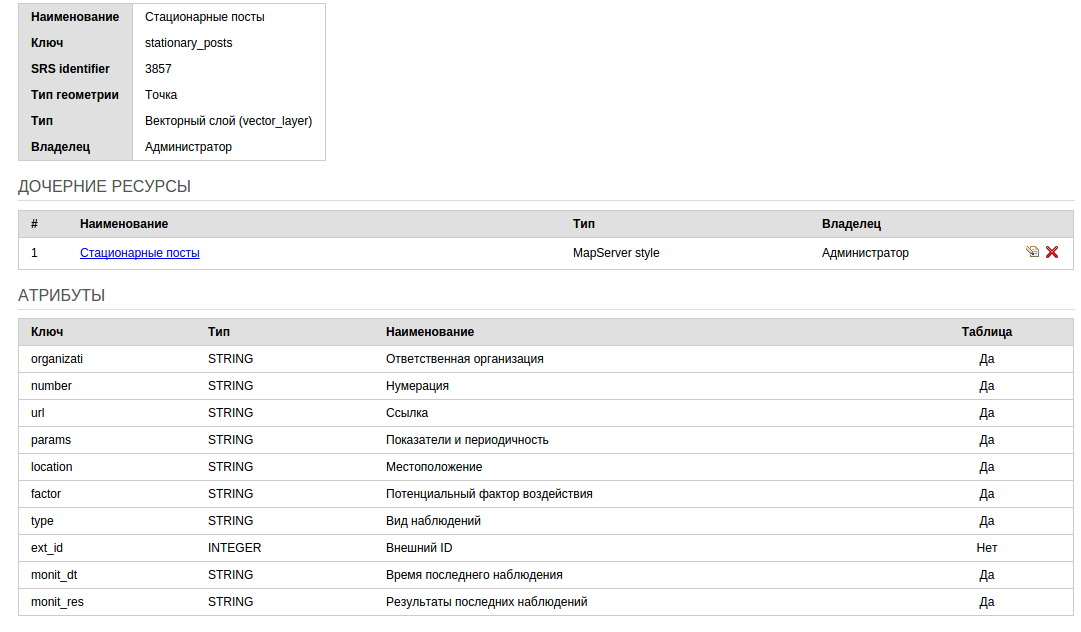 Наименование Стационарные посты
Ключ stationary_posts
SRS identifier 3857
Тип геометрии Точка
Тип Векторный слой (vector_layer)
Владелец Администратор
ДОЧЕРНИЕ РЕСУРСЫ
# Наименование Тип Владелец
1 Стационарные посты MapServer style Администратор
АТРИБУТЫ
Ключ Тип Наименование Таблица
organizati STRING Ответственная организация Да
number STRING Нумерация Да
url STRING Ссылка Да
params STRING Показатели и периодичность Да
location STRING Местоположение Да
factor STRING Потенциальный фактор воздействия Да
type STRING Вид наблюдений Да
ext_id INTEGER Внешний ID Нет
monit_dt STRING Время последнего наблюдения Да
monit_res STRING Результаты последних наблюдений Да